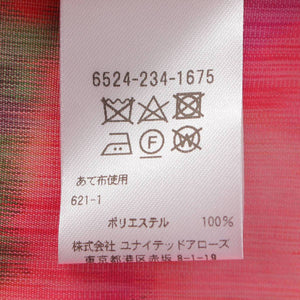 6524-234-1675
あて布使用
621-1
ポリエステル 100%
株式会社 ユナイテッドアローズ
東京都港区赤坂 8-1-19